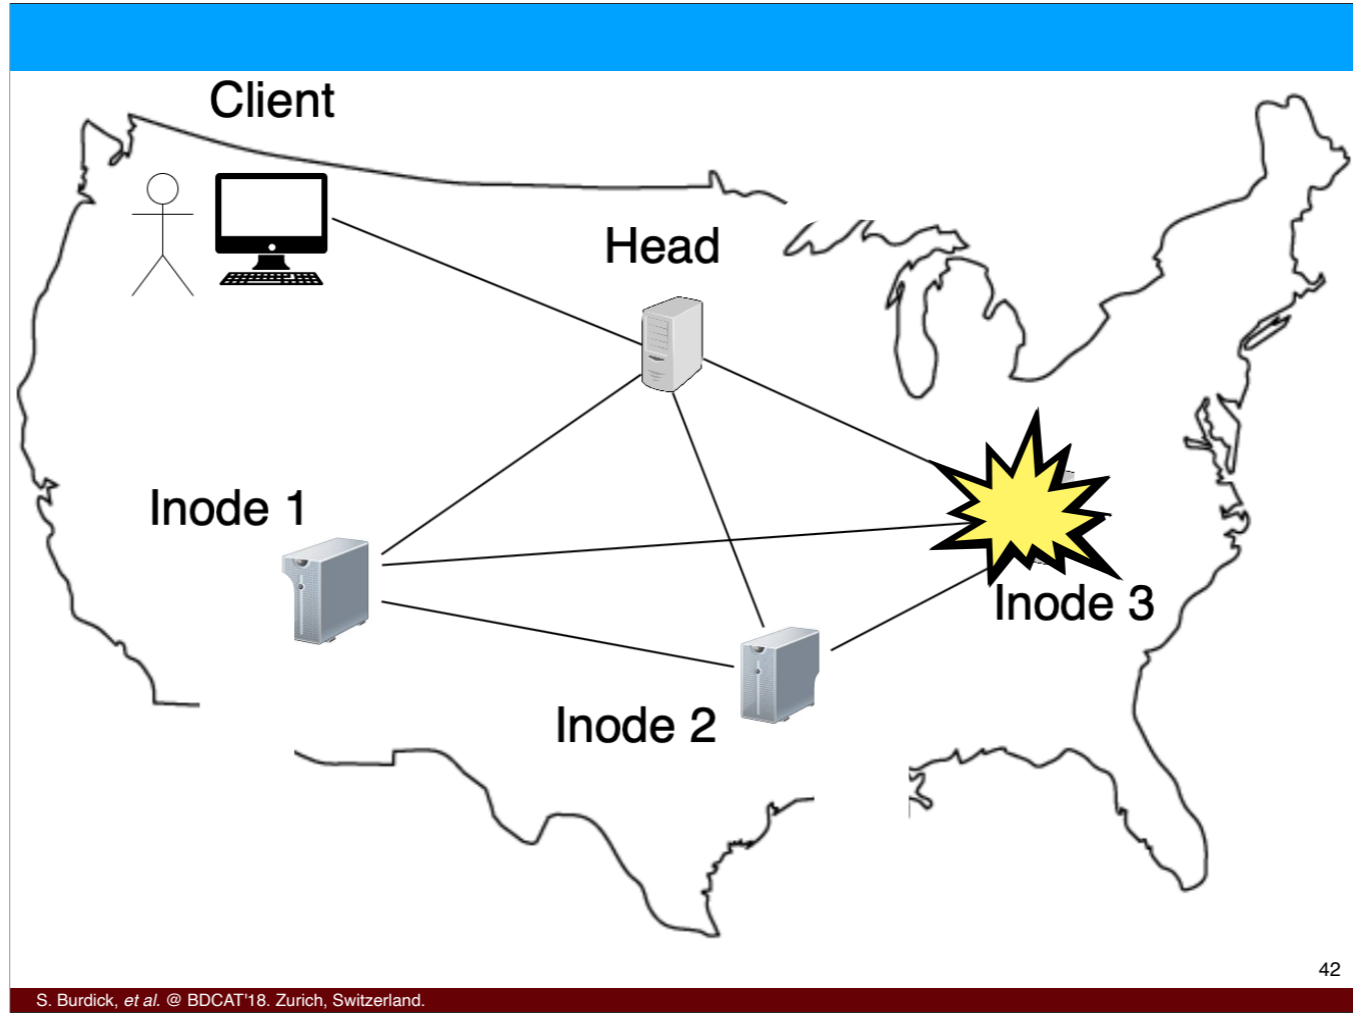 Client
Head
Inode 1
Inode 3
Inode 2
42
S. Burdick, et al. @ BDCAT'18. Zurich, Switzerland.